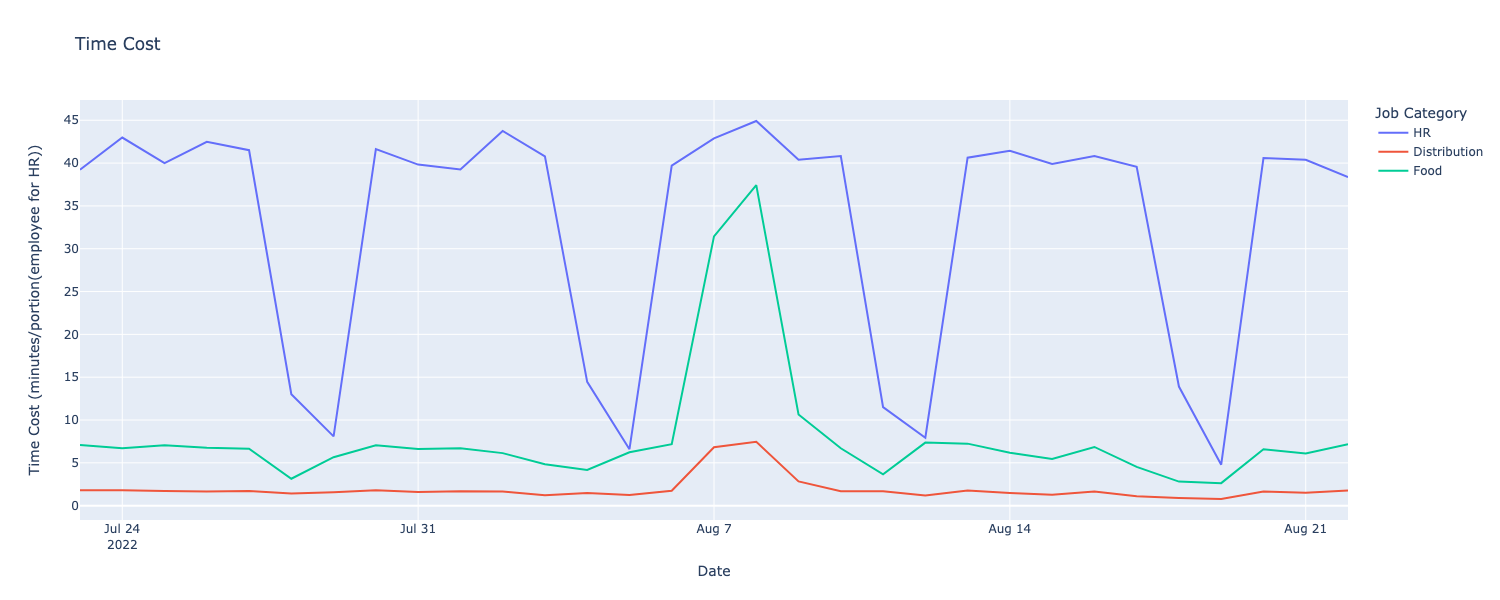 Time Cost
Time Cost (minutes/portion(employee for HR))
45
40
35
30
25
20
15
10
5
0
Jul 24
2022
Jul 31
Aug 7
Aug 14
Aug 21
Date
Job Category
HR
Distribution
Food